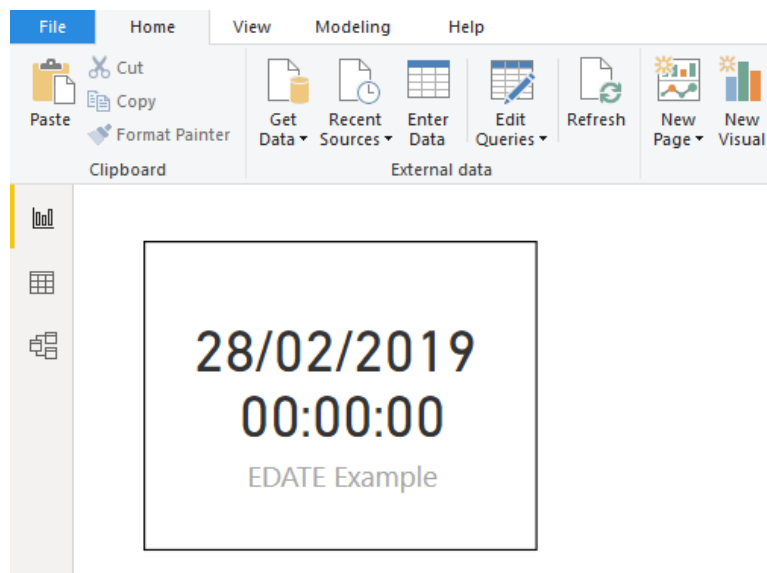 File Home View Modeling Help
Cut
Copy
Format Painter
Paste
Get Data
Recent Sources
Enter Data
Edit Queries
Refresh
New Page
New Visual
Clipboard
External data
28/02/2019
00:00:00
EDATE Example